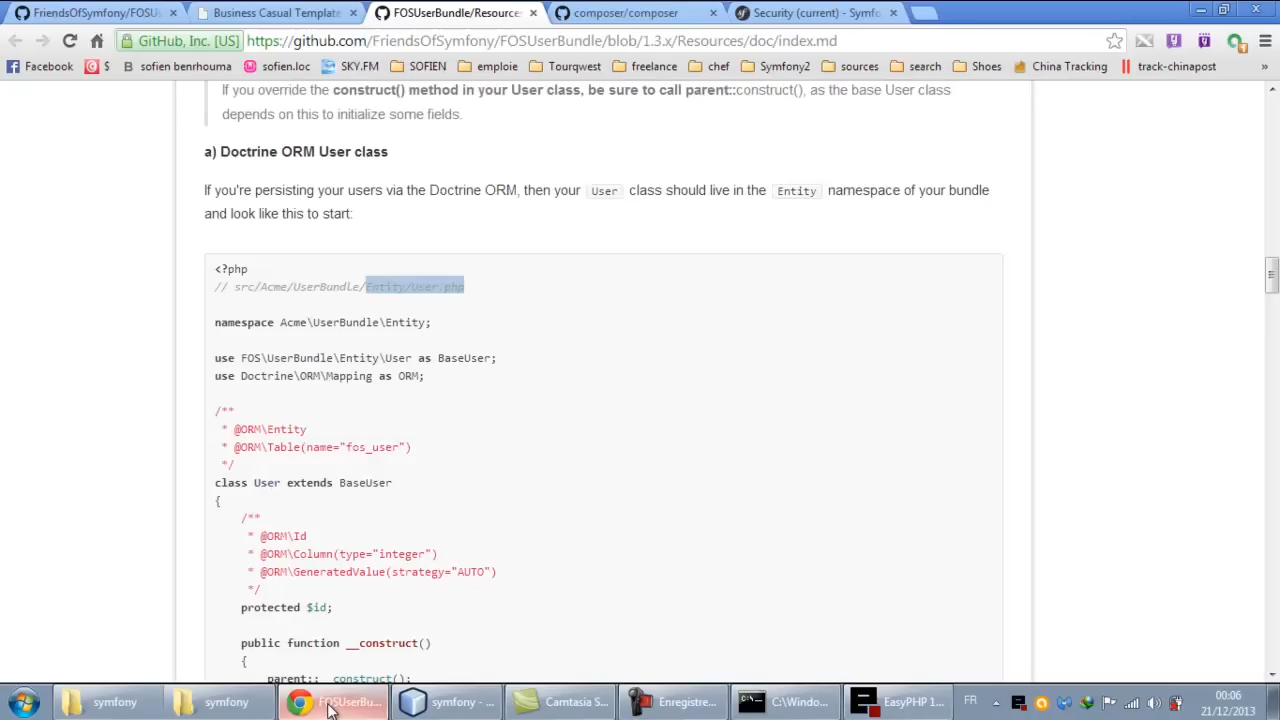 FriendsOfSymfony/FOSUs
Business Casual Template
FOSUserBundle/Resources
composer/composer
Security (current) - Symfo
GitHub, Inc. [US]
https://github.com/FriendsOfSymfony/FOSUserBundle/blob/1.3.x/Resources/doc/index.md
Facebook
$
sofien benrhouma
sofien.loc
SKY.FM
SOFIEN
emploie
Tourqwest
freelance
chef
Symfony2
sources
search
Shoes
China Tracking
track-chinapost
»
If you override the construct() method in your User class, be sure to call parent::construct(), as the base User class
depends on this to initialize some fields.
a) Doctrine ORM User class
If you're persisting your users via the Doctrine ORM, then your User class should live in the Entity namespace of your bundle
and look like this to start:
<?php
// src/Acme/UserBundle/Entity/User.php
namespace Acme\UserBundle\Entity;
use FOS\UserBundle\Entity\User as BaseUser;
use Doctrine\ORM\Mapping as ORM;
/**
* @ORM\Entity
* @ORM\Table(name="fos_user")
*/
class User extends BaseUser
{
/**
* @ORM\Id
* @ORM\Column(type="integer")
* @ORM\GeneratedValue(strategy="AUTO")
*/
protected $id;
public function __construct()
{
parent::__construct();
symfony
symfony
FOSUserBu...
symfony - ...
Camtasia S...
Enregistre...
C:\Windo...
EasyPHP 1...
FR
00:06
21/12/2013